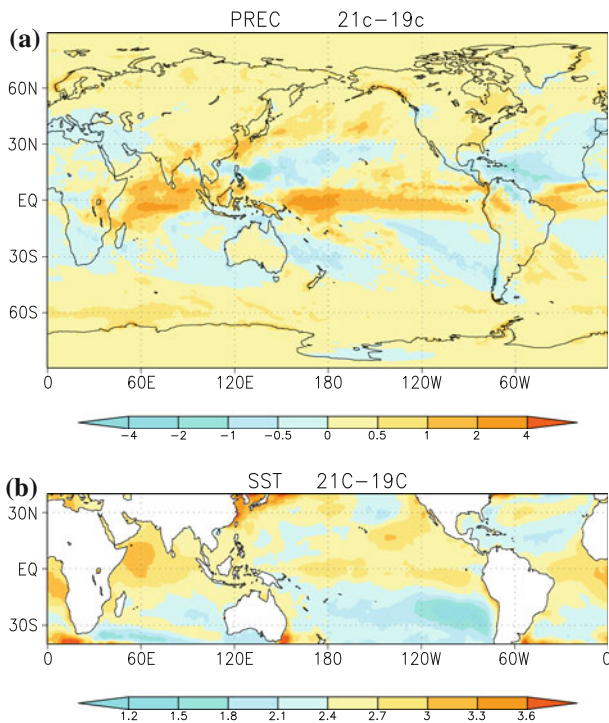 PREC 21c-19c
(a)
60N
30N
EQ
30S
60S
0 60E 120E 180 120W 60W 0
-4 -2 -1 -0.5 0 0.5 1 2 4
SST 21C-19C
(b)
30N
EQ
30S
0 60E 120E 180 120W 60W 0
1.2 1.5 1.8 2.1 2.4 2.7 3 3.3 3.6